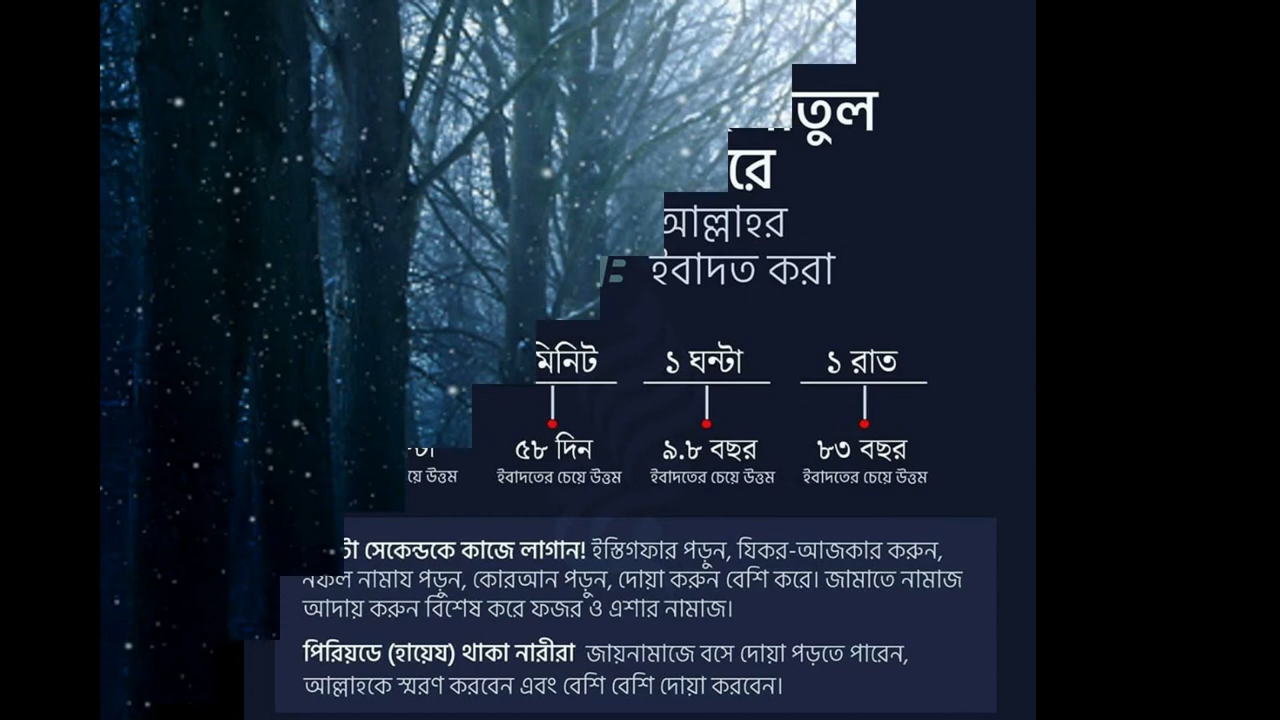 তুল
রে
আল্লাহর
ইবাদত করা
মিনিট
১ ঘন্টা
১ রাত
৫৮ দিন
৯.৮ বছর
৮৩ বছর
ইবাদতের চেয়ে উত্তম
ইবাদতের চেয়ে উত্তম
ইবাদতের চেয়ে উত্তম
উত্তম
সেকেন্ডকে কাজে লাগান! ইস্তিগফার পড়ুন, যিকর-আজকার করুন,
নফল নামায পড়ুন, কোরআন পড়ুন, দোয়া করুন বেশি করে। জামাতে নামাজ
আদায় করুন বিশেষ করে ফজর ও এশার নামাজ।
পিরিয়ডে (হায়েয) থাকা নারীরা জায়নামাজে বসে দোয়া পড়তে পারেন,
আল্লাহকে স্মরণ করবেন এবং বেশি বেশি দোয়া করবেন।